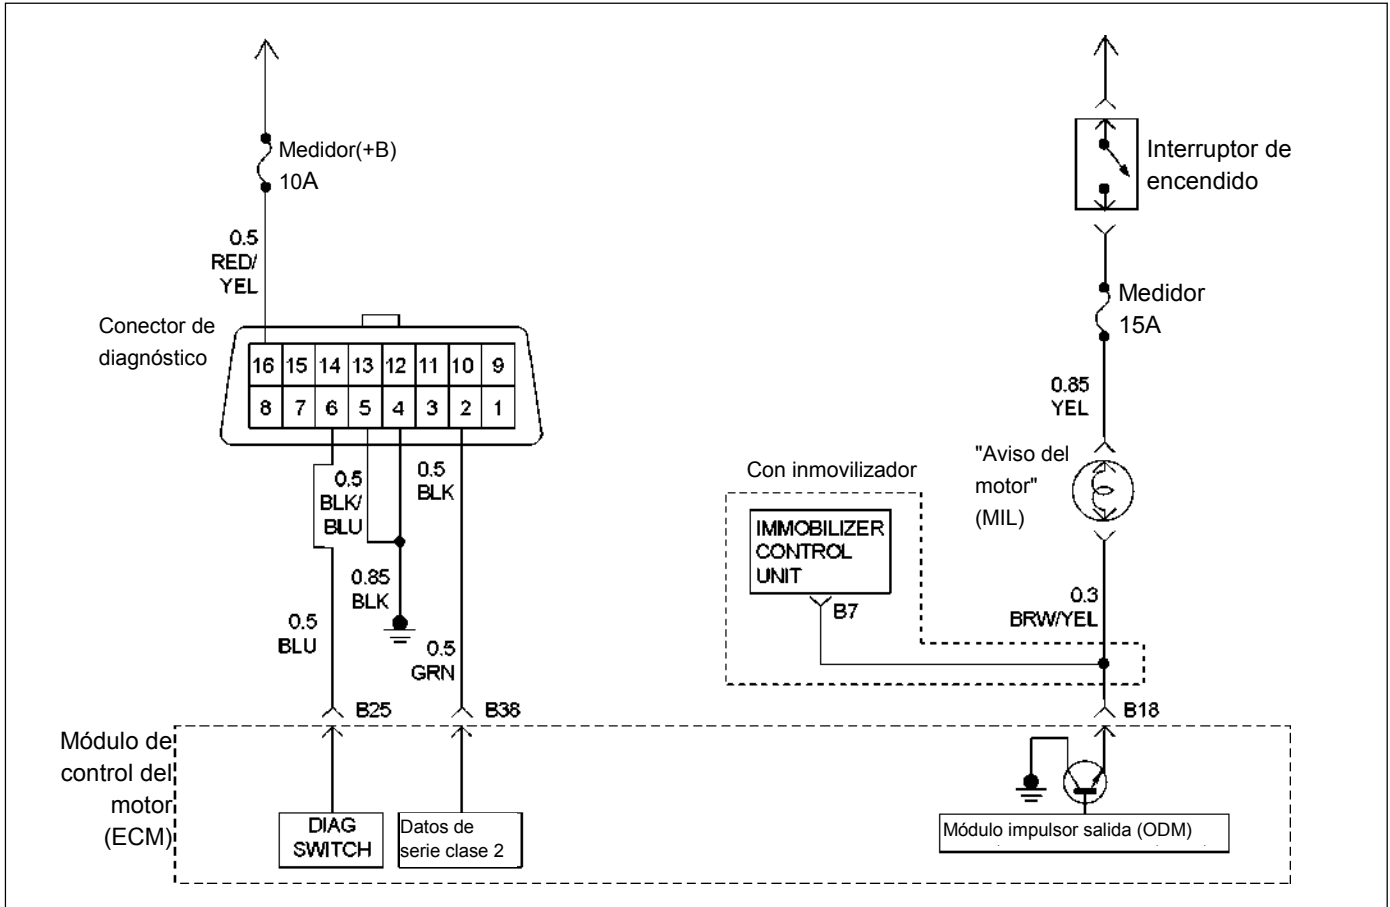 Medidor(+B)
10A
0.5
RED/
YEL
Conector de
diagnóstico
16 15 14 13 12 11 10 9
8 7 6 5 4 3 2 1
0.5
BLK/
BLU
0.5
BLK
0.85
BLK
0.5
BLU
0.5
GRN
B25
B38
Interruptor de
encendido
Medidor
15A
0.85
YEL
"Aviso del
motor"
(MIL)
Con inmovilizador
IMMOBILIZER
CONTROL
UNIT
B7
0.3
BRW/YEL
B18
Módulo de
control del
motor
(ECM)
DIAG
SWITCH
Datos de
serie clase 2
Módulo impulsor salida (ODM)